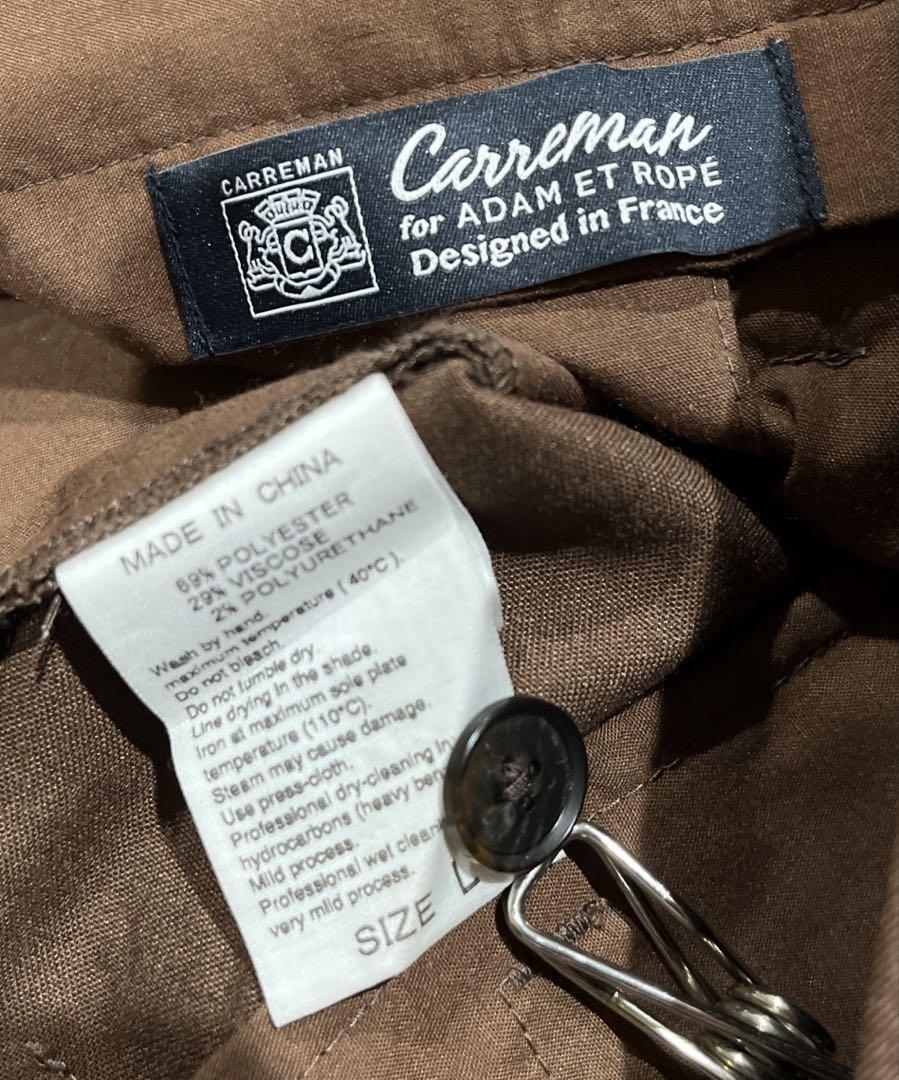 CARREMAN
C
Carreman
for ADAM ET ROPÉ
Designed in France
MADE IN CHINA
69% POLYESTER
29% VISCOSE
2% POLYURETHANE
Wash by hand.
maximum temperature (40°C).
Do not bleach.
Do not tumble dry.
Line drying in the shade.
Iron at maximum sole plate
temperature (110°C).
Steam may cause damage.
Use press-cloth.
Professional dry-cleaning in
hydrocarbons (heavy
Mild process.
Professional wet
very mild process.
SIZE L